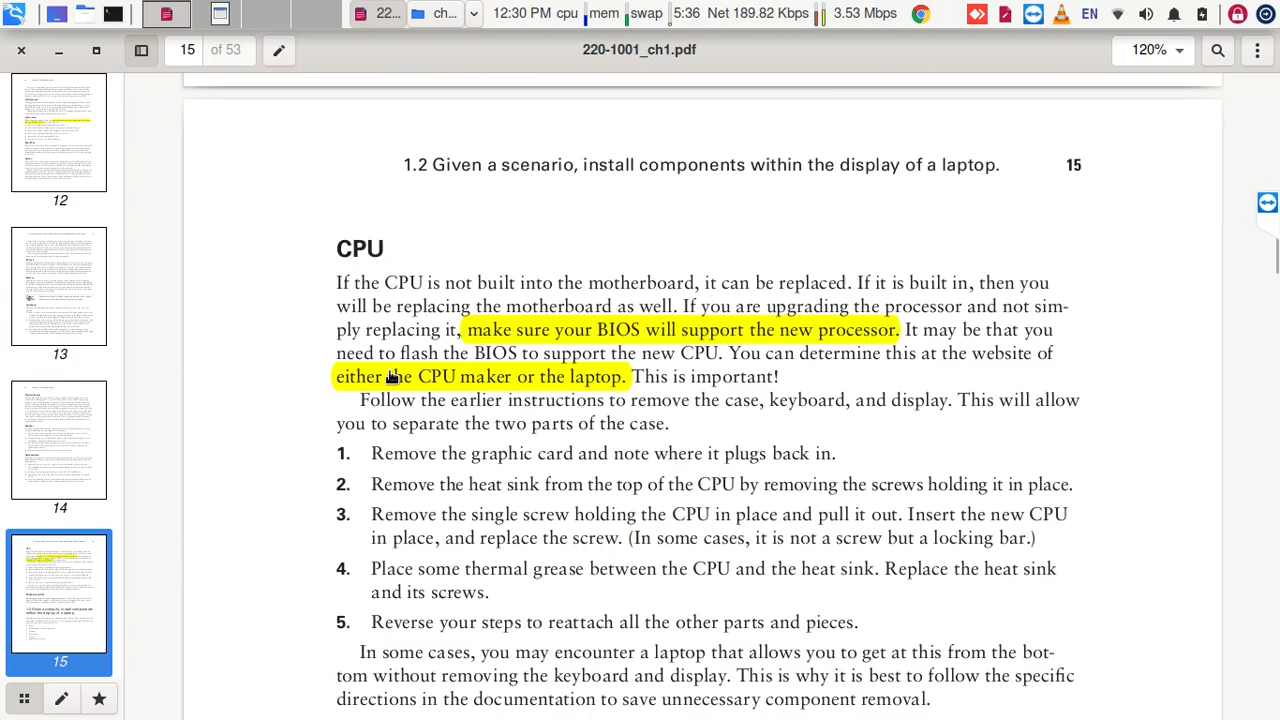 22...
ch...
12:30 PM cpu mem swap 5:36 Net 189.82 Kbps 3.53 Mbps
EN
15 of 53
220-1001_ch1.pdf
120%
12
13
14
15
1.2 Given a scenario, install components within the display of a laptop. 15
CPU
If the CPU is not built into the motherboard, it can be replaced. If it is built in, then you
will be replacing the motherboard as well. If you are upgrading the processor and not sim-
ply replacing it, make sure your BIOS will support the new processor. It may be that you
need to flash the BIOS to support the new CPU. You can determine this at the website of
either the CPU maker or the laptop. This is important!
Follow the earlier instructions to remove the case, keyboard, and display. This will allow
you to separate the two parts of the case.
1. Remove the graphic card and note where it plugs back in.
2. Remove the heat sink from the top of the CPU by removing the screws holding it in place.
3. Remove the single screw holding the CPU in place and pull it out. Insert the new CPU
in place, and replace the screw. (In some cases, it is not a screw but a locking bar.)
4. Place some thermal grease between the CPU and the heat sink. Replace the heat sink
and its screws.
5. Reverse your steps to reattach all the other parts and pieces.
In some cases, you may encounter a laptop that allows you to get at this from the bot-
tom without removing the keyboard and display. This is why it is best to follow the specific
directions in the documentation to save unnecessary component removal.